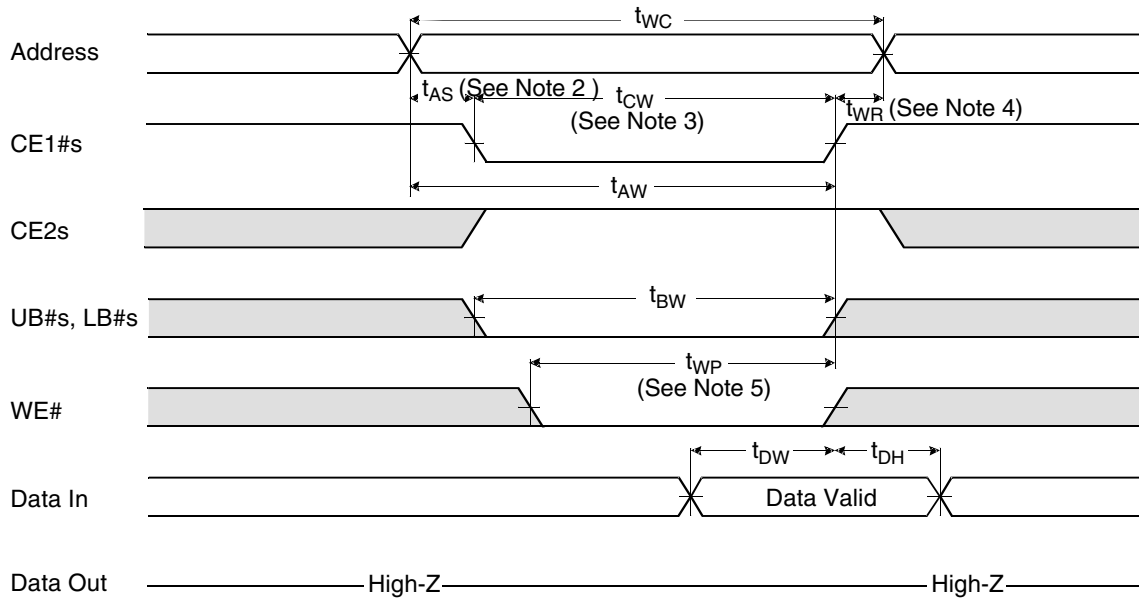 tWC
Address
tAS (See Note 2 )
tCW
(See Note 3)
tWR (See Note 4)
CE1#s
tAW
CE2s
tBW
UB#s, LB#s
tWP
(See Note 5)
WE#
tDW
tDH
Data In
Data Valid
Data Out
High-Z
High-Z